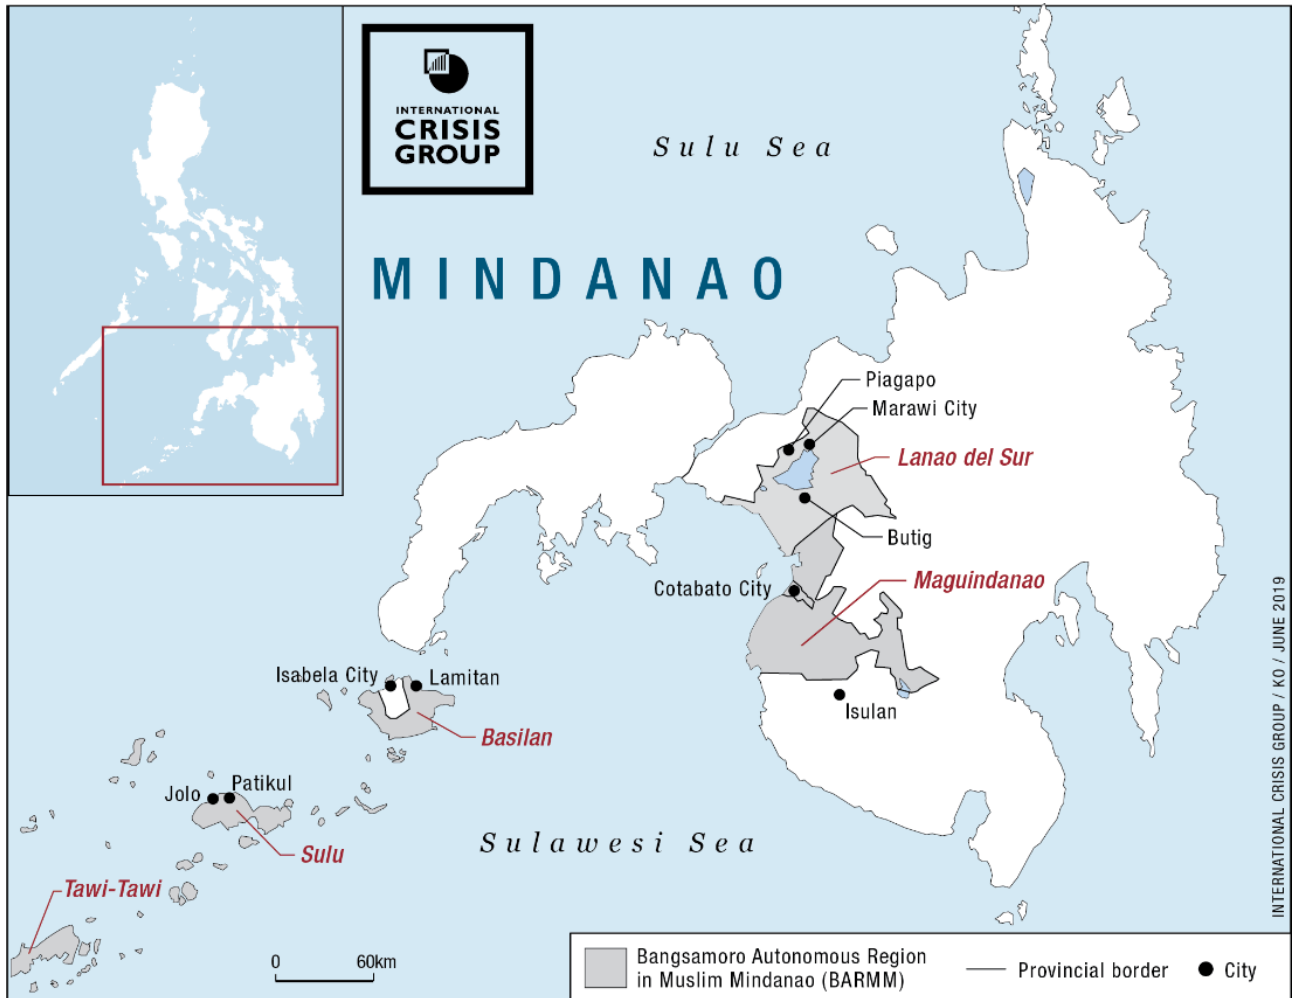 INTERNATIONAL
CRISIS
GROUP
Sulu Sea
MINDANAO
Piagapo
Marawi City
Lanao del Sur
Butig
Maguindanao
Cotabato City
Isabela City
Lamitan
Isulan
Basilan
Jolo
Patikul
Sulu
Sulawesi Sea
Tawi-Tawi
0 60km
Bangsamoro Autonomous Region
in Muslim Mindanao (BARMM)
Provincial border
City
INTERNATIONAL CRISIS GROUP / KO / JUNE 2019